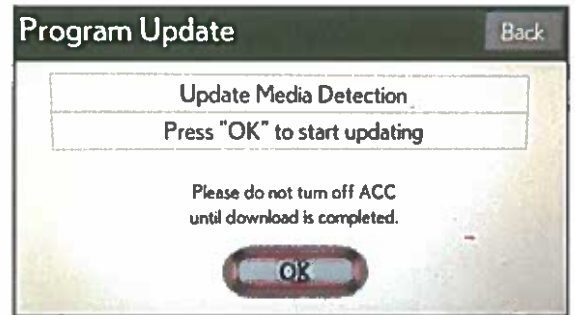 Program Update
Back
Update Media Detection
Press "OK" to start updating
Please do not turn off ACC
until download is completed.
OK